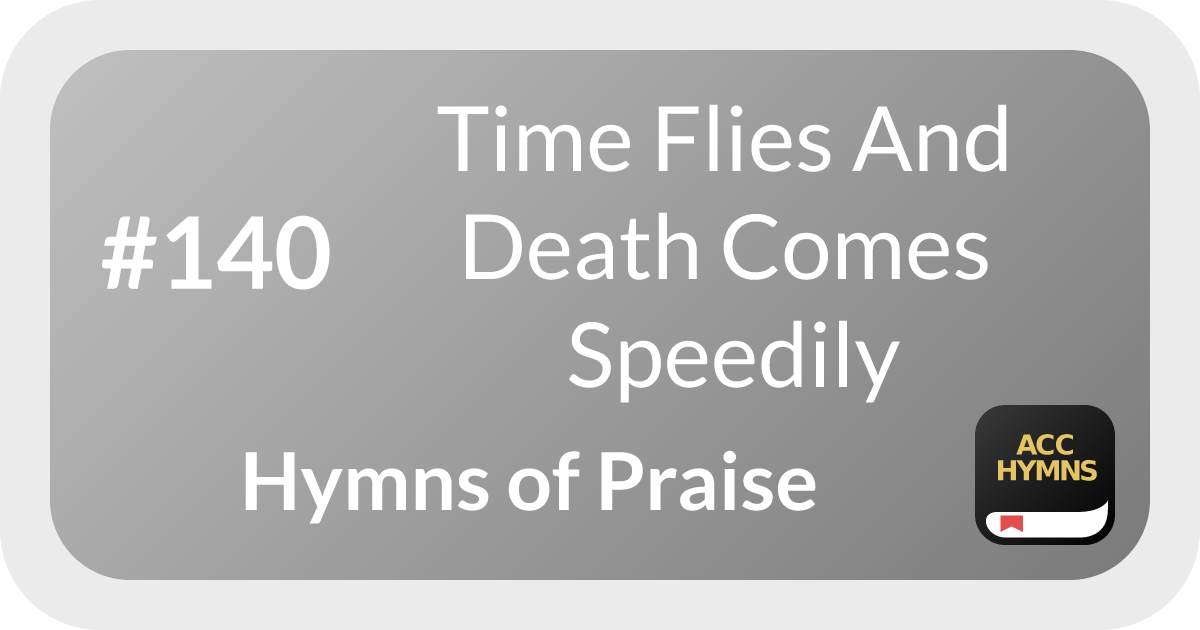 #140
Time Flies And
Death Comes
Speedily
Hymns of Praise
ACC
HYMNS